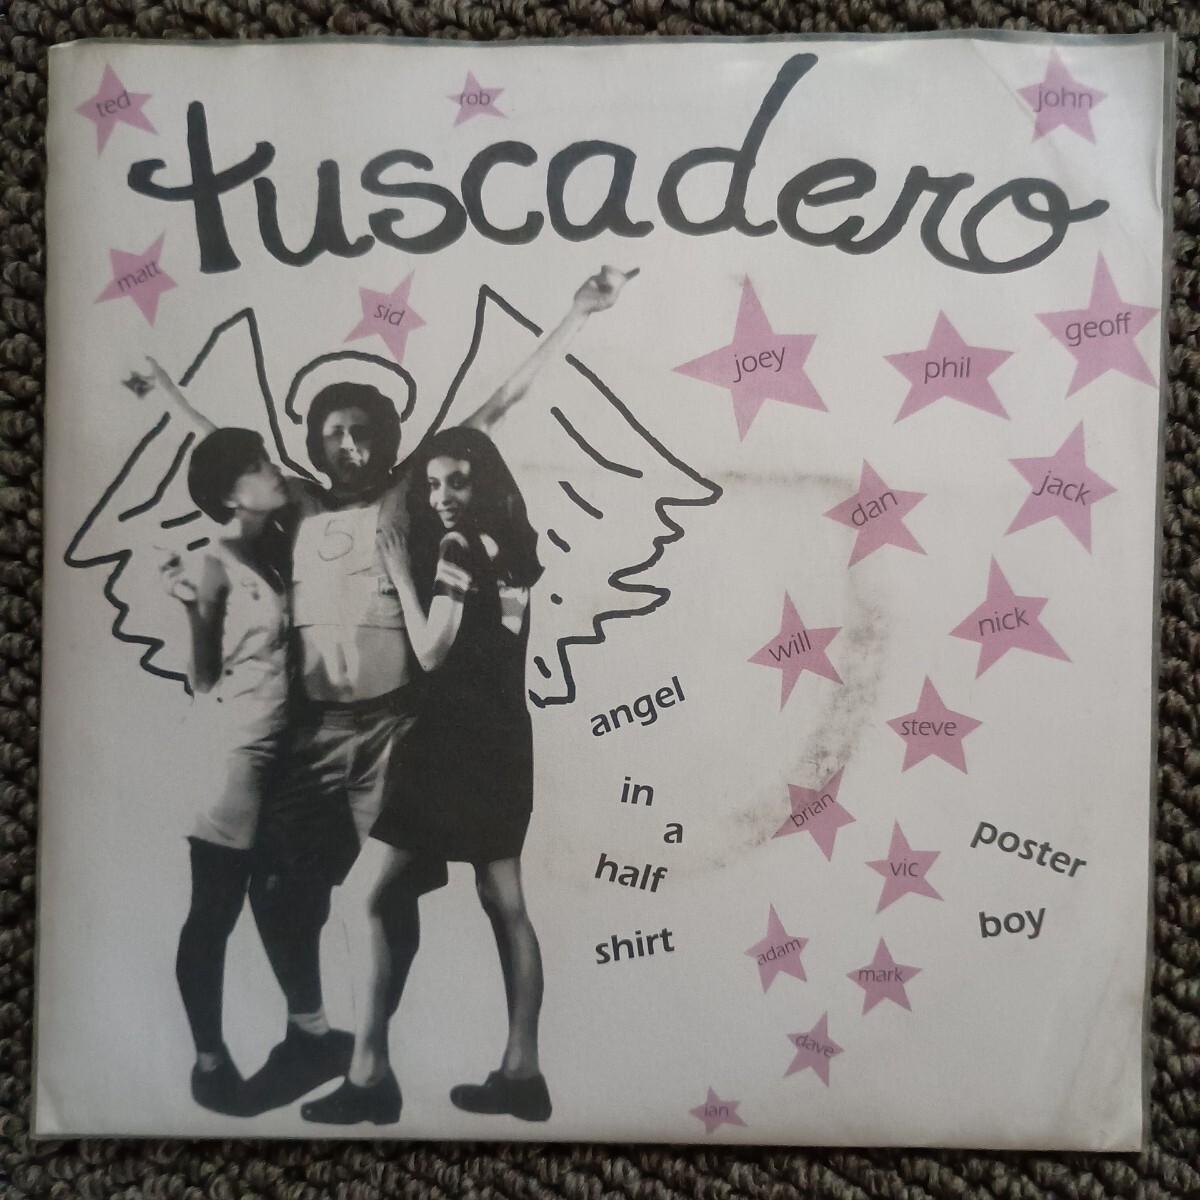 ted
rob
john
tuscadero
matt
sid
joey
phil
geoff
5
dan
jack
will
nick
steve
brian
vic
adam
mark
dave
ian
angel
in
a
half
shirt
poster
boy